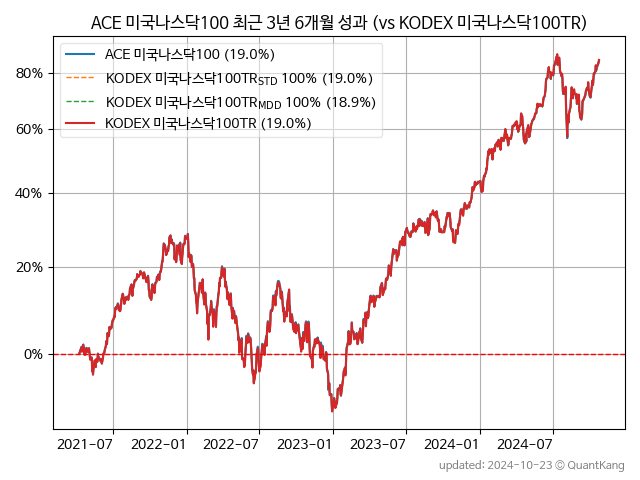 ACE 미국나스닥100 최근 3년 6개월 성과 (vs KODEX 미국나스닥100TR)
ACE 미국나스닥100 (19.0%)
KODEX 미국나스닥100TR_STD 100% (19.0%)
KODEX 미국나스닥100TR_MDD 100% (18.9%)
KODEX 미국나스닥100TR (19.0%)
80%
60%
40%
20%
0%
2021-07 2022-01 2022-07 2023-01 2023-07 2024-01 2024-07
updated: 2024-10-23 © QuantKang